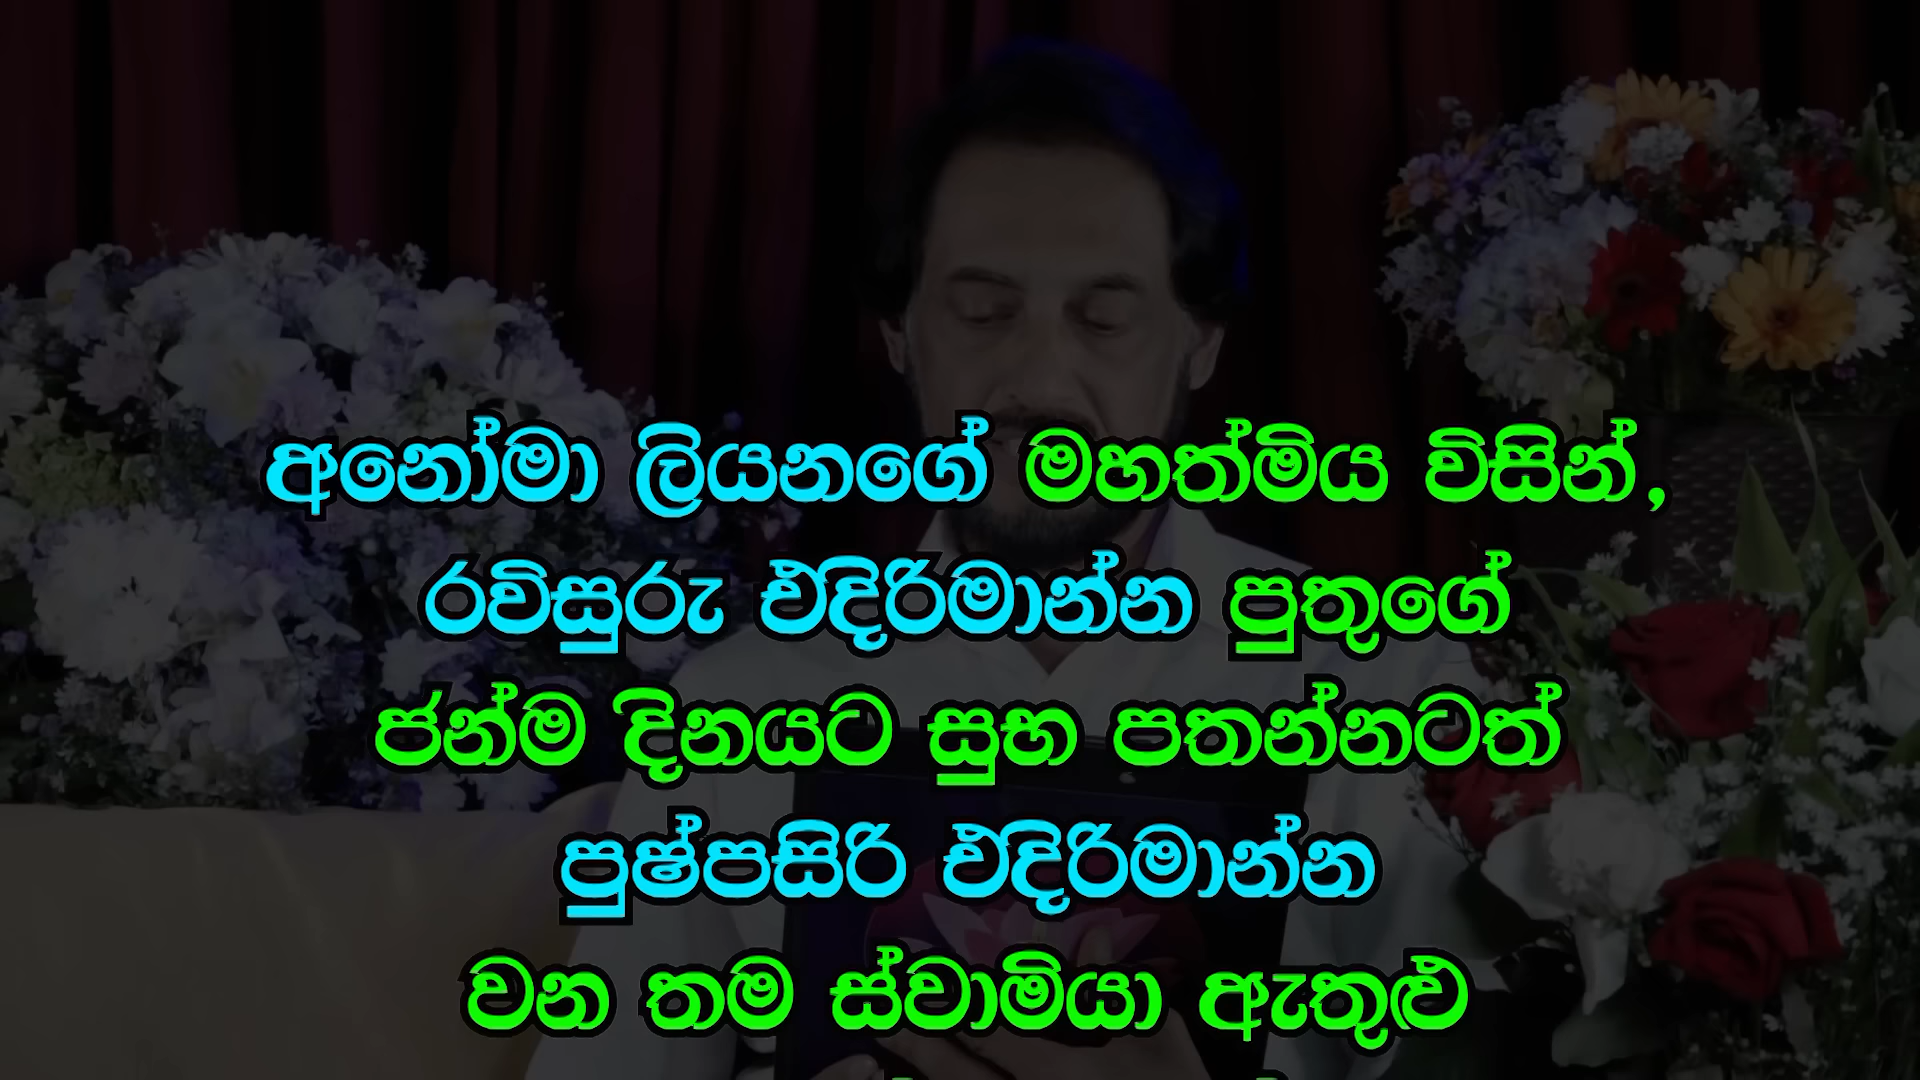 අනෝමා ලියනගේ මහත්මිය විසින්,
රවිසුරු එදිරිමාන්න පුතුගේ
ජන්ම දිනයට සුභ පතන්නටත්
පුෂ්පසිරි එදිරිමාන්න
වන තම ස්වාමියා ඇතුළු